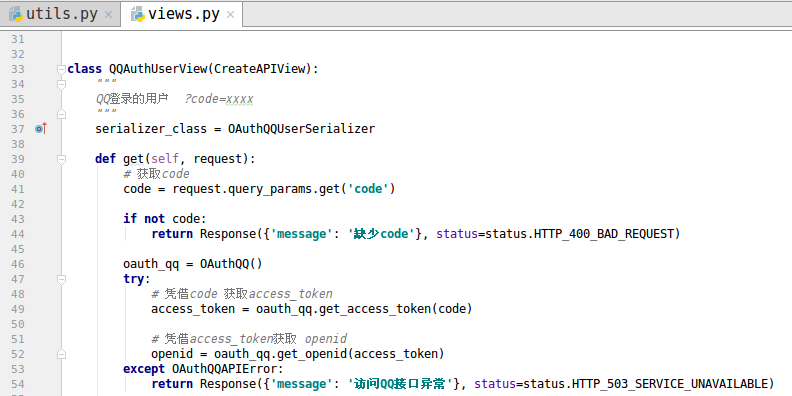 utils.py
views.py
31
32
33 class QQAuthUserView(CreateAPIView):
34 """
35 QQ登录的用户 ?code=xxxx
36 """
37 serializer_class = OAuthQQUserSerializer
38
39 def get(self, request):
40 # 获取code
41 code = request.query_params.get('code')
42
43 if not code:
44 return Response({'message': '缺少code'}, status=status.HTTP_400_BAD_REQUEST)
45
46 oauth_qq = OAuthQQ()
47 try:
48 # 凭借code 获取access_token
49 access_token = oauth_qq.get_access_token(code)
50
51 # 凭借access_token获取 openid
52 openid = oauth_qq.get_openid(access_token)
53 except OAuthQQAPIError:
54 return Response({'message': '访问QQ接口异常'}, status=status.HTTP_503_SERVICE_UNAVAILABLE)